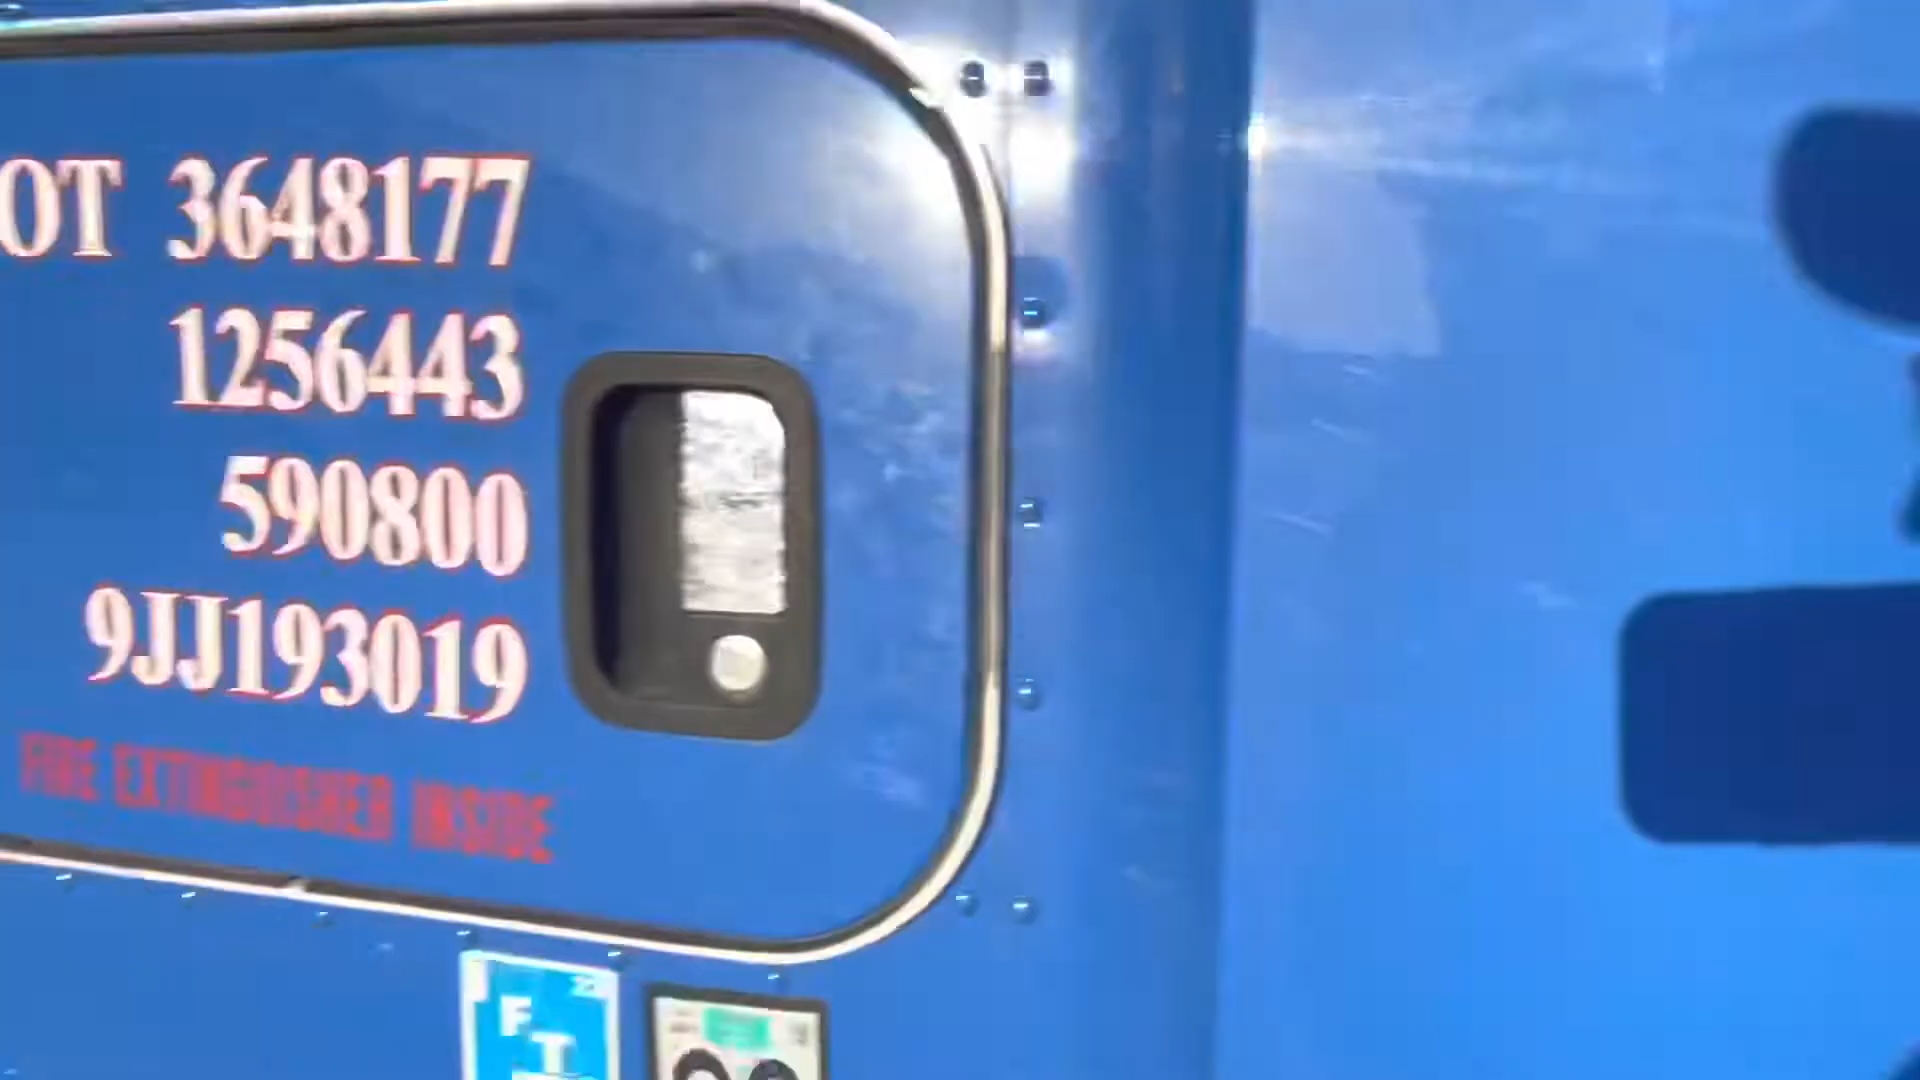 OT 3648177
1256443
590800
9JJ193019
FIRE EXTINGUISHER INSIDE
F
T